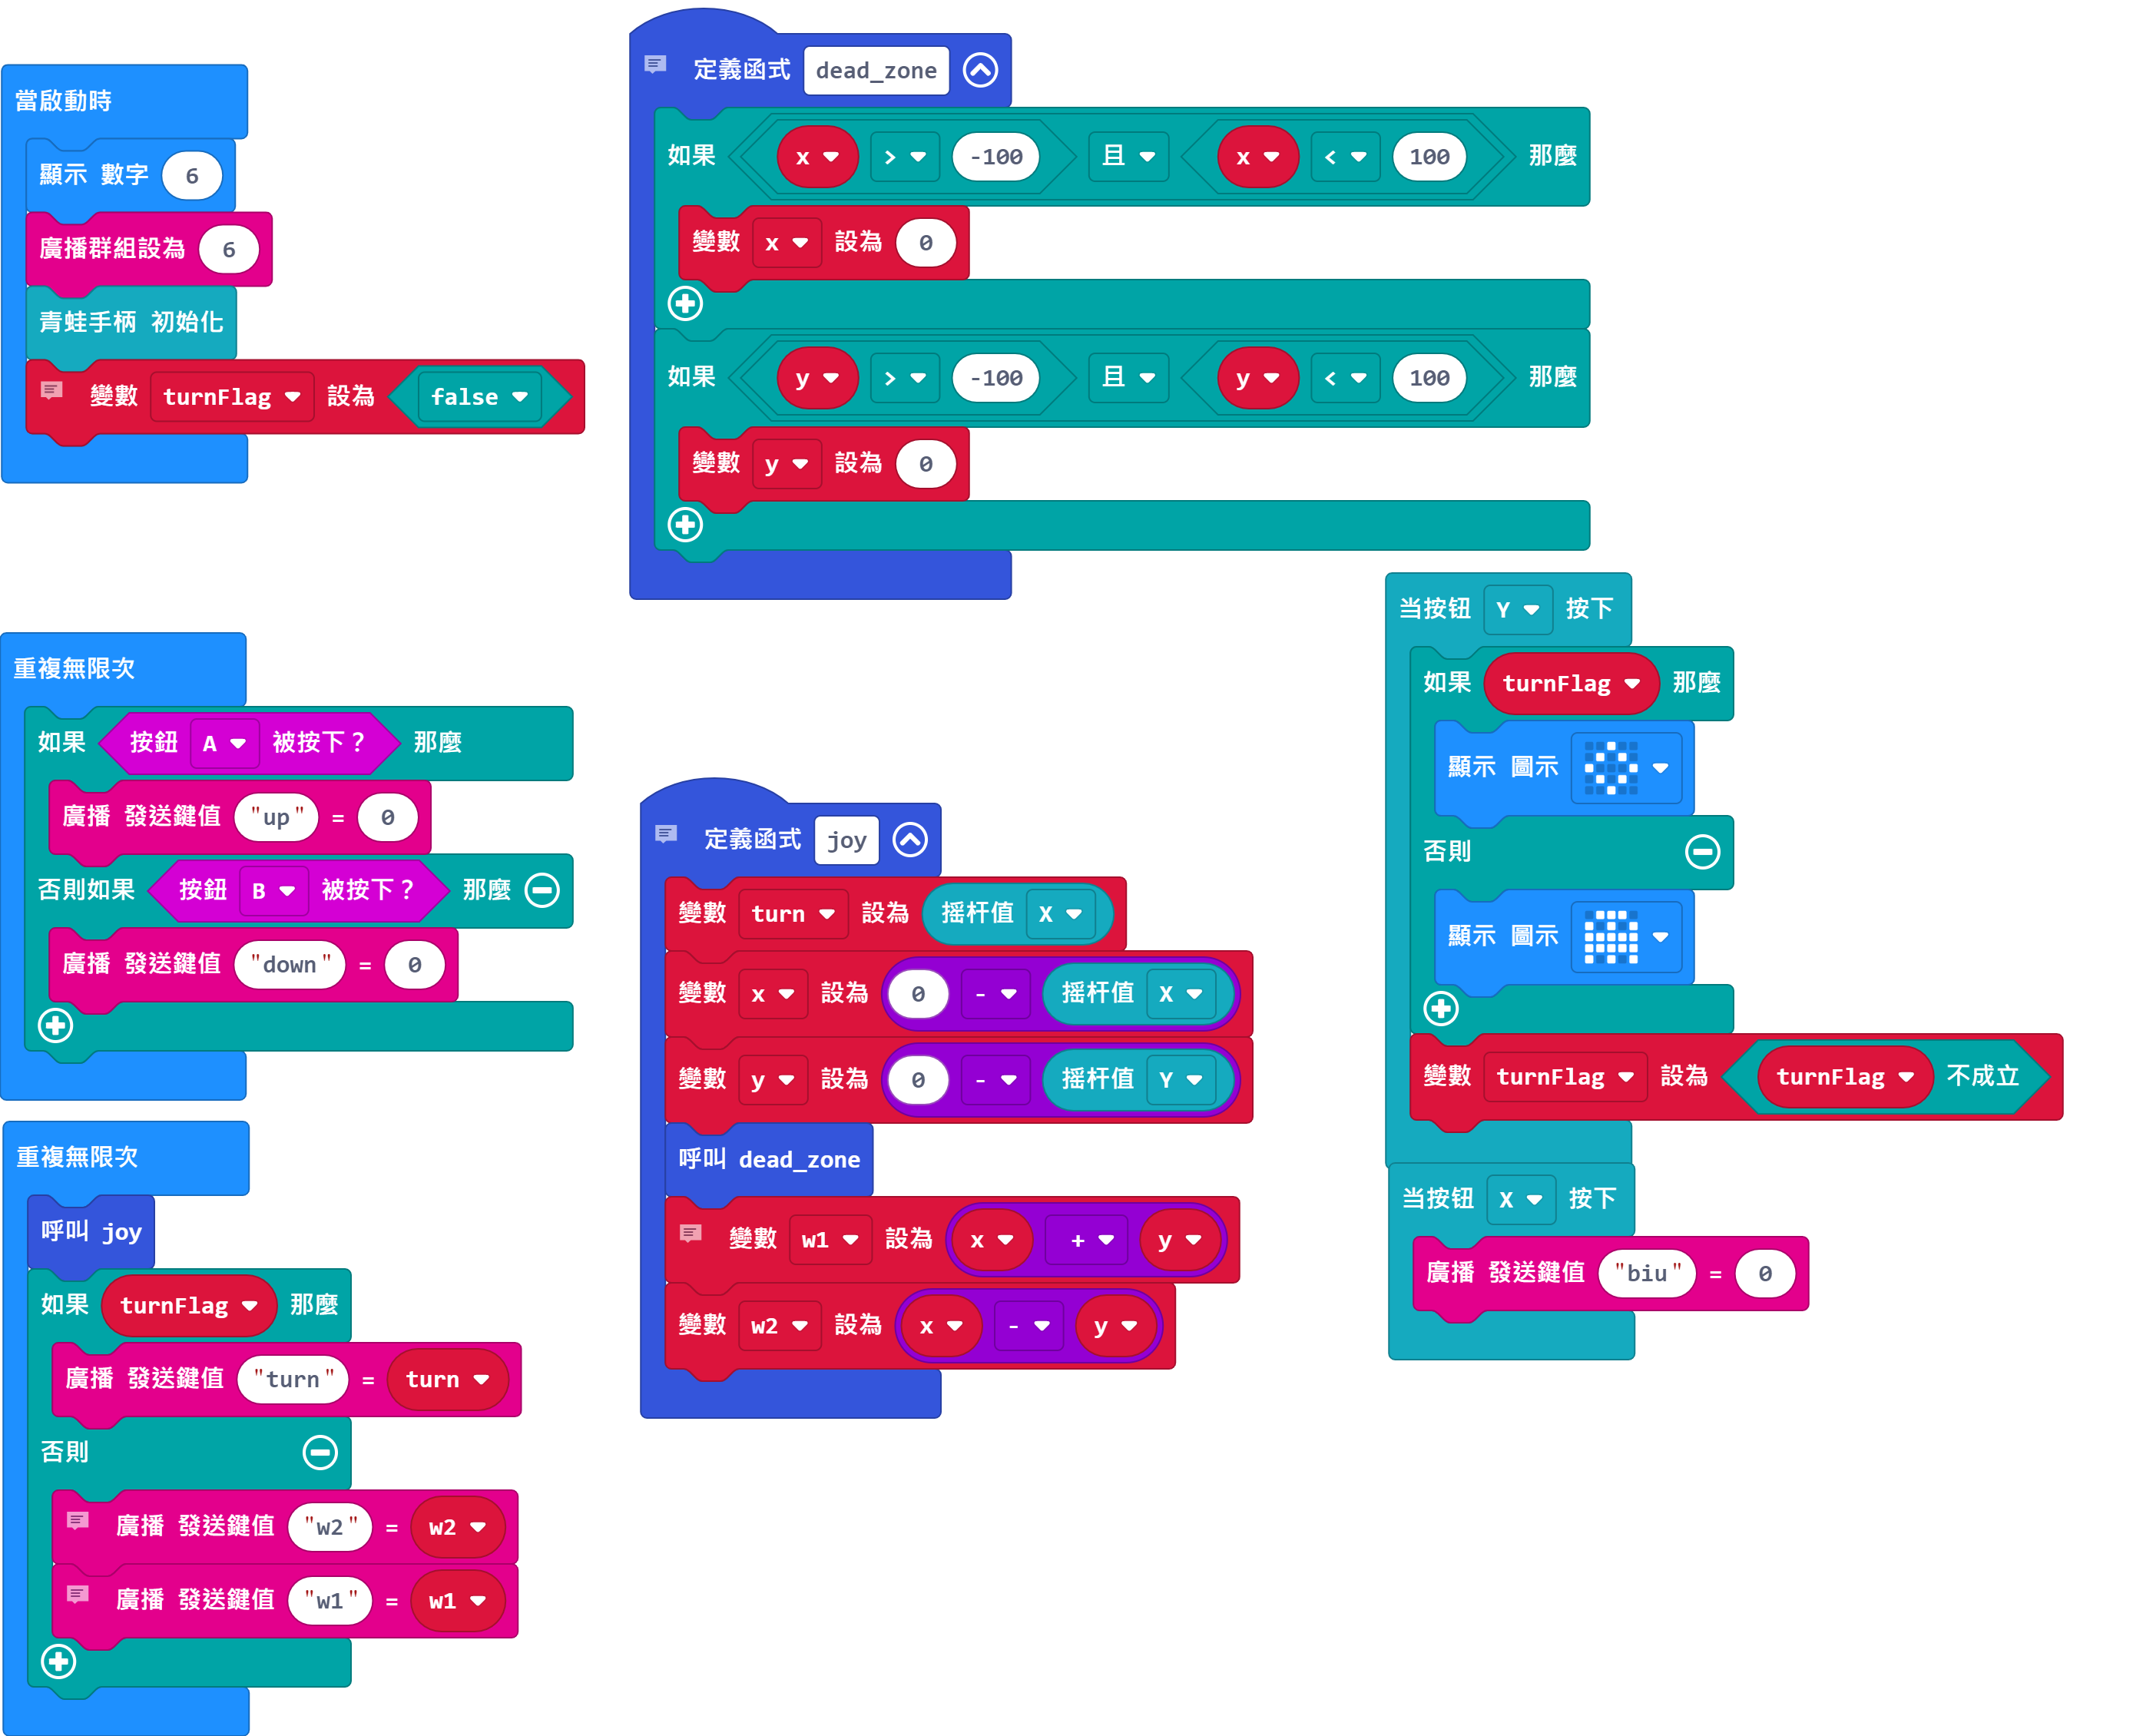 當啟動時
顯示 數字 6
廣播群組設為 6
青蛙手柄 初始化
變數 turnFlag 設為 false
定義函式 dead_zone
如果 x > -100 且 x < 100 那麼
變數 x 設為 0
如果 y > -100 且 y < 100 那麼
變數 y 設為 0
重複無限次
如果 按鈕 A 被按下？ 那麼
廣播 發送鍵值 "up" = 0
否則如果 按鈕 B 被按下？ 那麼
廣播 發送鍵值 "down" = 0
重複無限次
呼叫 joy
如果 turnFlag 那麼
廣播 發送鍵值 "turn" = turn
否則
廣播 發送鍵值 "w2" = w2
廣播 發送鍵值 "w1" = w1
定義函式 joy
變數 turn 設為 摇杆值 X
變數 x 設為 0 - 摇杆值 X
變數 y 設為 0 - 摇杆值 Y
呼叫 dead_zone
變數 w1 設為 x + y
變數 w2 設為 x - y
当按钮 Y 按下
如果 turnFlag 那麼
顯示 圖示
否則
顯示 圖示
變數 turnFlag 設為 turnFlag 不成立
当按钮 X 按下
廣播 發送鍵值 "biu" = 0